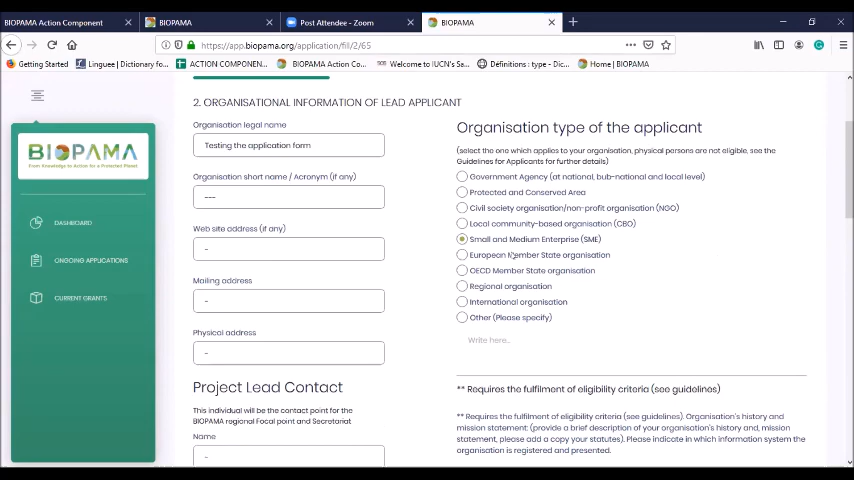 BIOPAMA Action Component
BIOPAMA
Post Attendee - Zoom
BIOPAMA
https://app.biopama.org/application/fill/2/65
Getting Started
Linguee | Dictionary fo...
ACTION COMPONEN...
BIOPAMA Action Co...
SCS Welcome to IUCN's Sa...
Définitions : type - Dic...
Home | BIOPAMA
BIOPAMA
From Knowledge to Action for a Protected Planet
DASHBOARD
ONGOING APPLICATIONS
CURRENT GRANTS
2. ORGANISATIONAL INFORMATION OF LEAD APPLICANT
Organisation legal name
Testing the application form
Organisation short name / Acronym (if any)
---
Web site address (if any)
-
Mailing address
-
Physical address
-
Project Lead Contact
This individual will be the contact point for the
BIOPAMA regional Focal point and Secretariat
Name
-
Organisation type of the applicant
(select the one which applies to your organisation, physical persons are not eligible, see the
Guidelines for Applicants for further details)
Government Agency (at national, bub-national and local level)
Protected and Conserved Area
Civil society organisation/non-profit organisation (NGO)
Local community-based organisation (CBO)
Small and Medium Enterprise (SME)
European Member State organisation
OECD Member State organisation
Regional organisation
International organisation
Other (Please specify)
Write here...
** Requires the fulfilment of eligibility criteria (see guidelines)
** Requires the fulfilment of eligibility criteria (see guidelines). Organisation's history and
mission statement: (provide a brief description of your organisation's history and, mission
statement, please add a copy your statutes). Please indicate in which information system the
organisation is registered and presented.